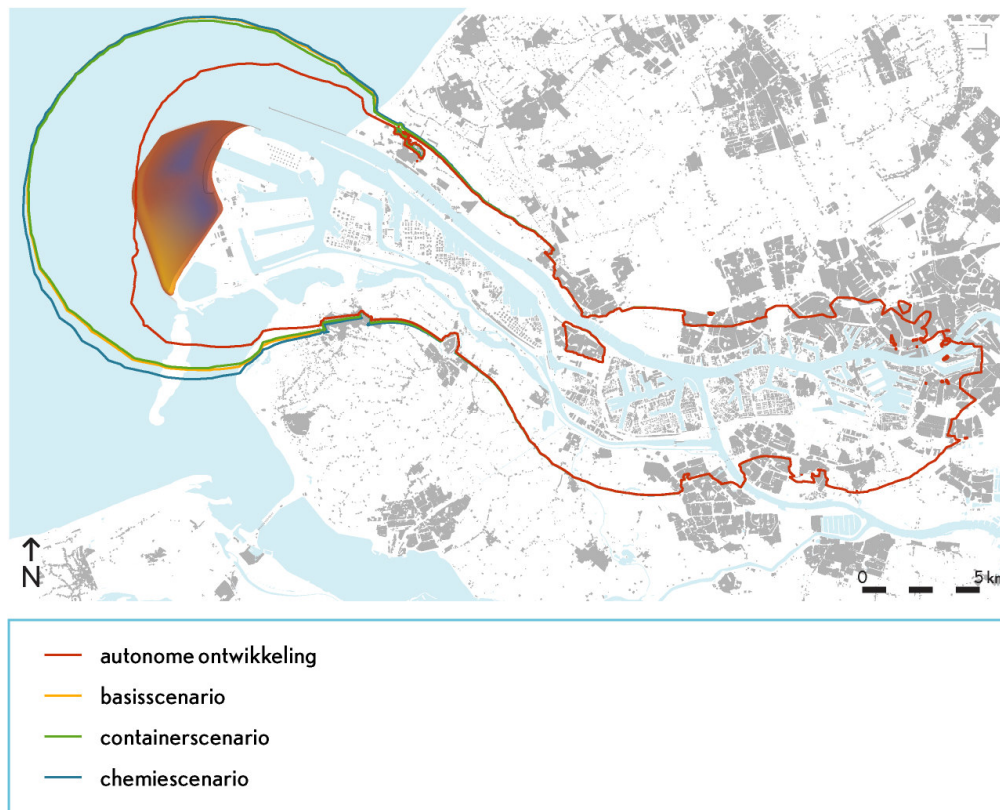 N
0 5 km
autonome ontwikkeling
basisscenario
containerscenario
chemiescenario